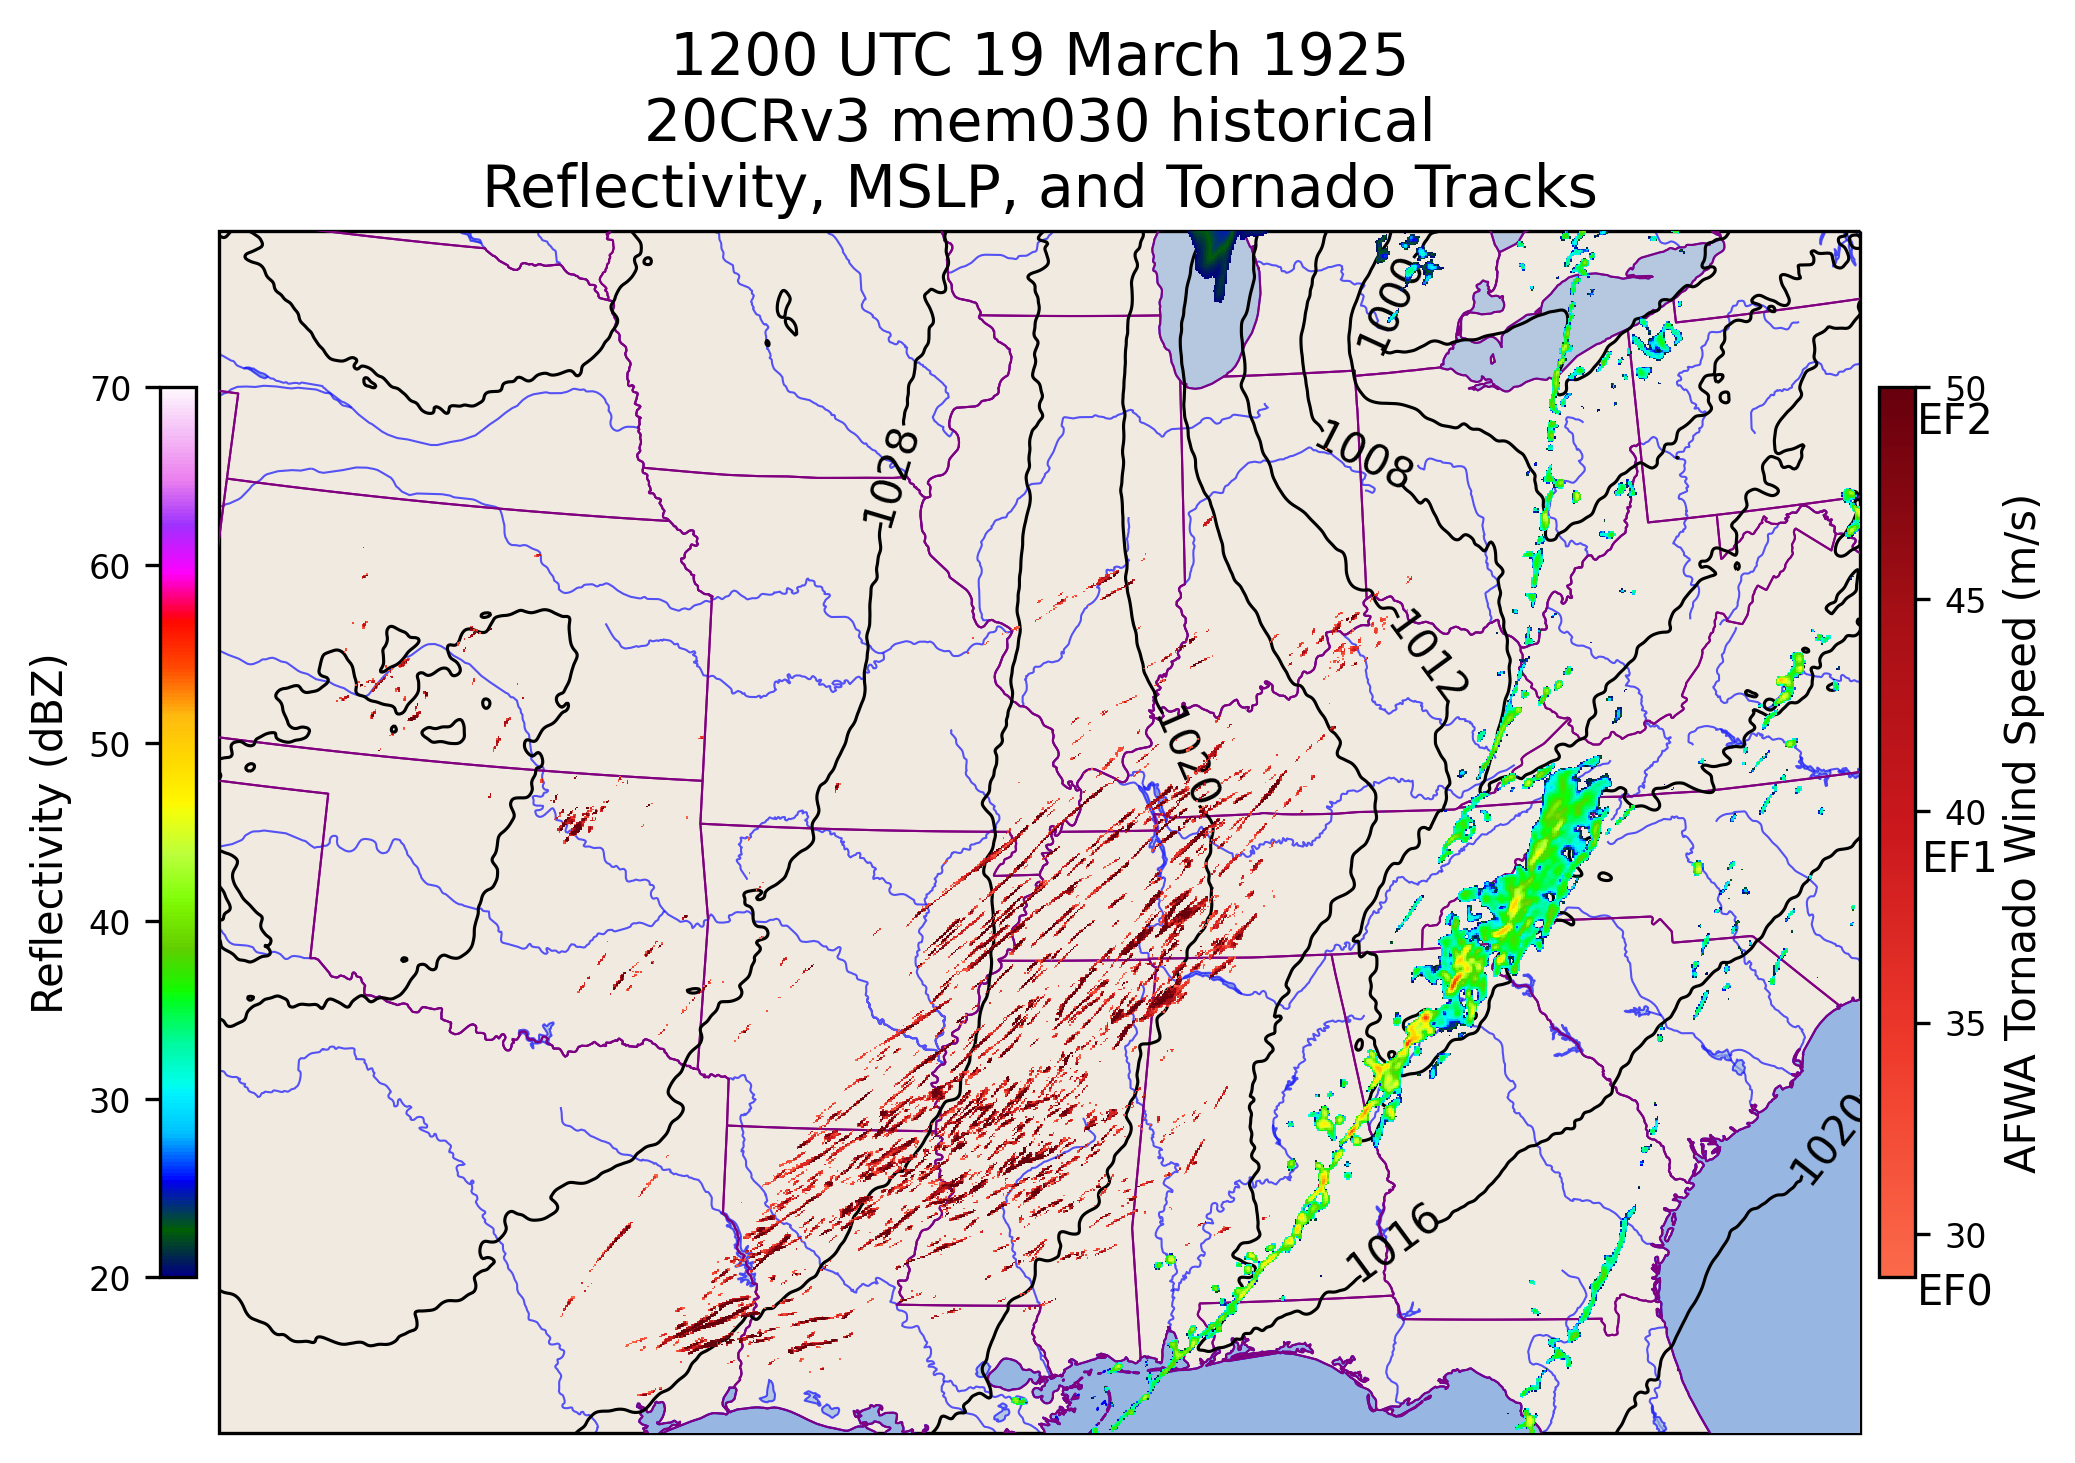 1200 UTC 19 March 1925
20CRv3 mem030 historical
Reflectivity, MSLP, and Tornado Tracks
Reflectivity (dBZ)
70
60
50
40
30
20
1000
1028
1008
1012
1020
1020
1016
50
EF2
45
40
EF1
35
30
EF0
AFWA Tornado Wind Speed (m/s)